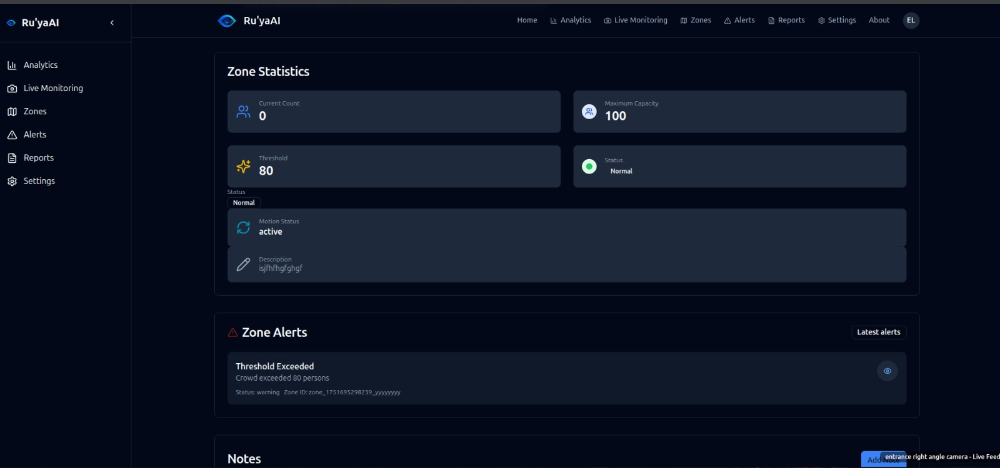 Ru'yaAI
Analytics
Live Monitoring
Zones
Alerts
Reports
Settings
Ru'yaAI
Home Analytics Live Monitoring Zones Alerts Reports Settings About EL
Zone Statistics
Current Count
0
Maximum Capacity
100
Threshold
80
Status
Normal
Status
Normal
Motion Status
active
Description
isjfhfhgfghgf
Zone Alerts
Latest alerts
Threshold Exceeded
Crowd exceeded 80 persons
Status: warning Zone ID: zone_1751695298239_yyyyyyyy
Notes
Add Note
entrance right angle camera - Live Feed